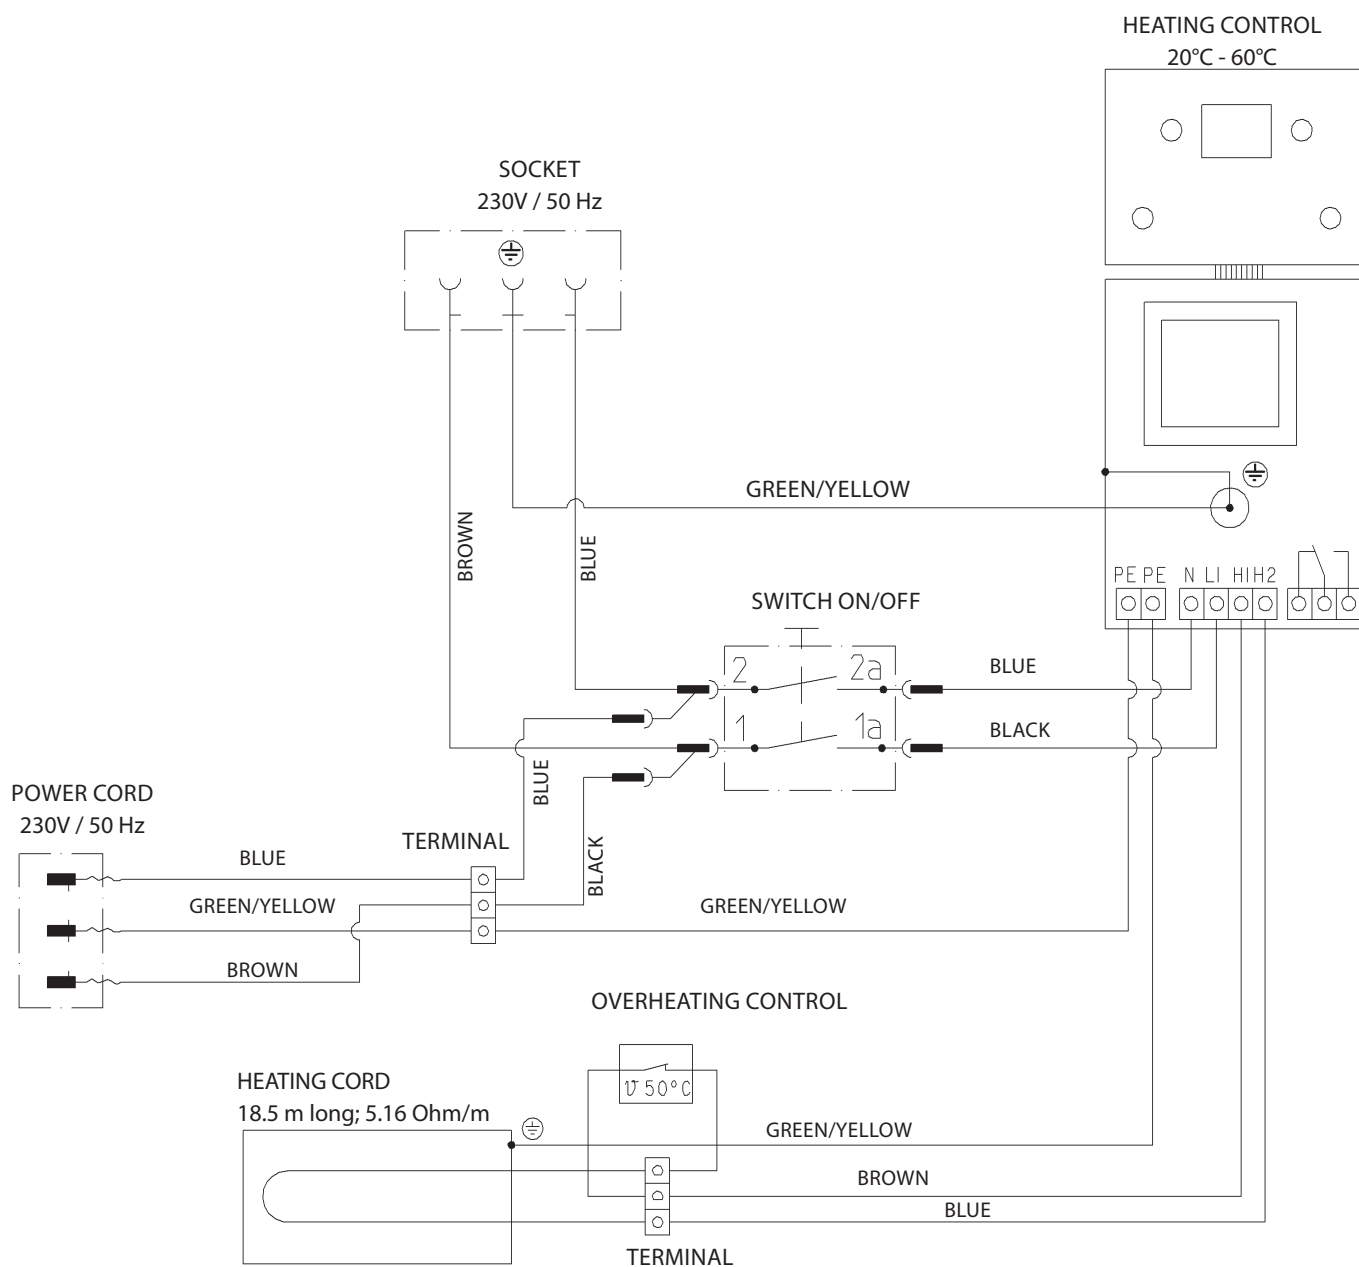 HEATING CONTROL
20°C - 60°C
SOCKET
230V / 50 Hz
GREEN/YELLOW
BROWN
BLUE
PE PE N L1 H1 H2
SWITCH ON/OFF
2 2a
BLUE
1 1a
BLACK
BLUE
BLACK
POWER CORD
230V / 50 Hz
TERMINAL
BLUE
GREEN/YELLOW
GREEN/YELLOW
BROWN
OVERHEATING CONTROL
ϑ 50°C
HEATING CORD
18.5 m long; 5.16 Ohm/m
GREEN/YELLOW
BROWN
BLUE
TERMINAL